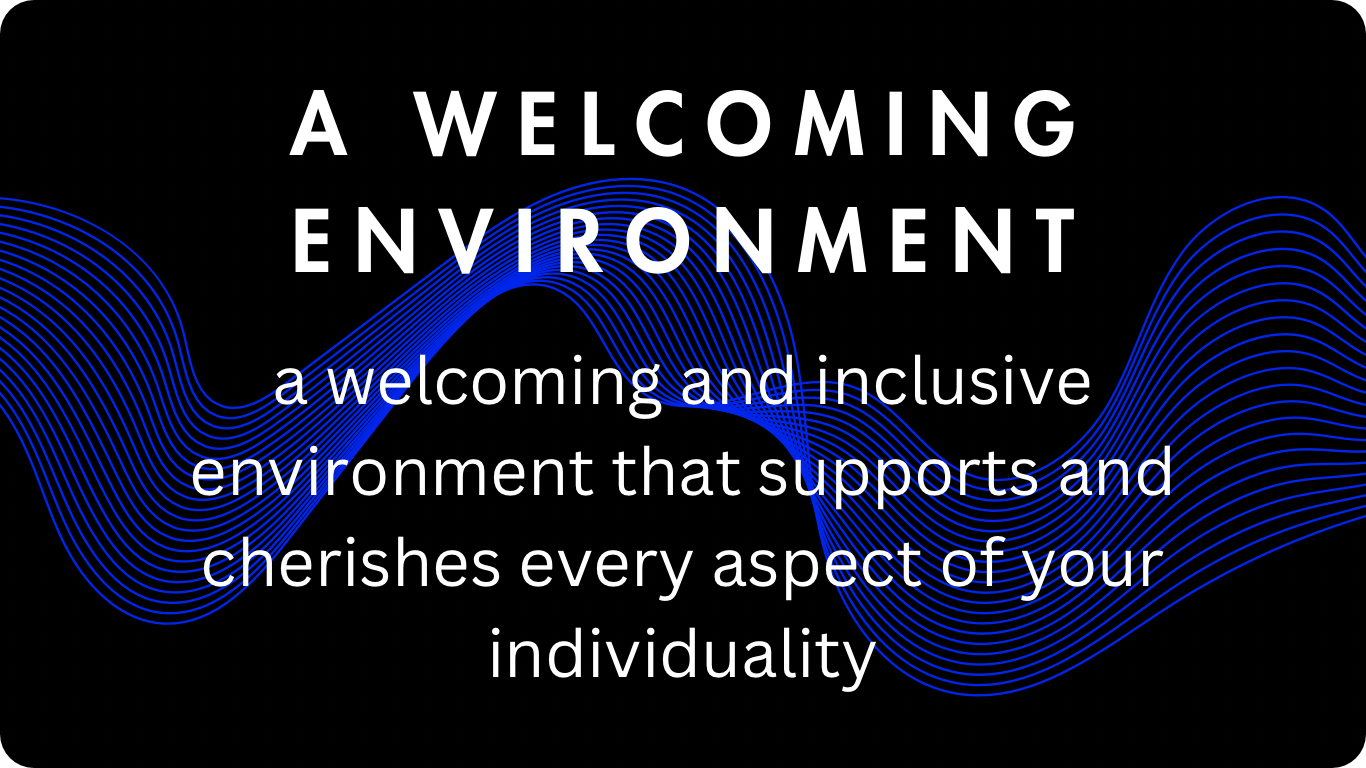 A WELCOMING
ENVIRONMENT
a welcoming and inclusive
environment that supports and
cherishes every aspect of your
individuality